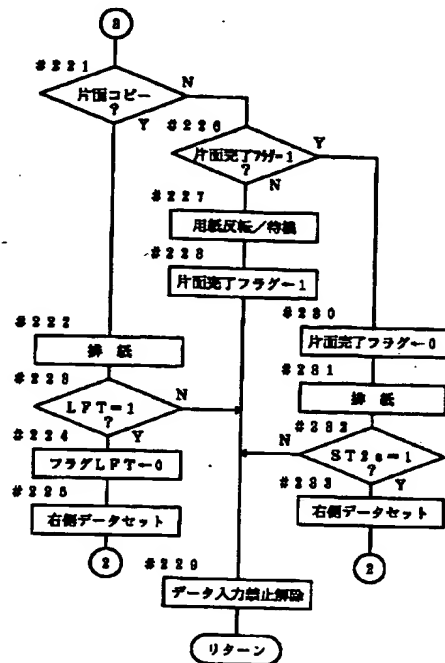 3
#221
片面コピー
?
N
Y
#226
片面完了フラグ=1
?
Y
N
#227
用紙反転/待機
#228
片面完了フラグ←1
#222
排 紙
#223
LFT=1
?
N
Y
#224
フラグLFT←0
#225
右側データセット
2
#230
片面完了フラグ←0
#231
排 紙
#232
ST2s=1
?
N
Y
#233
右側データセット
2
#229
データ入力禁止解除
リターン